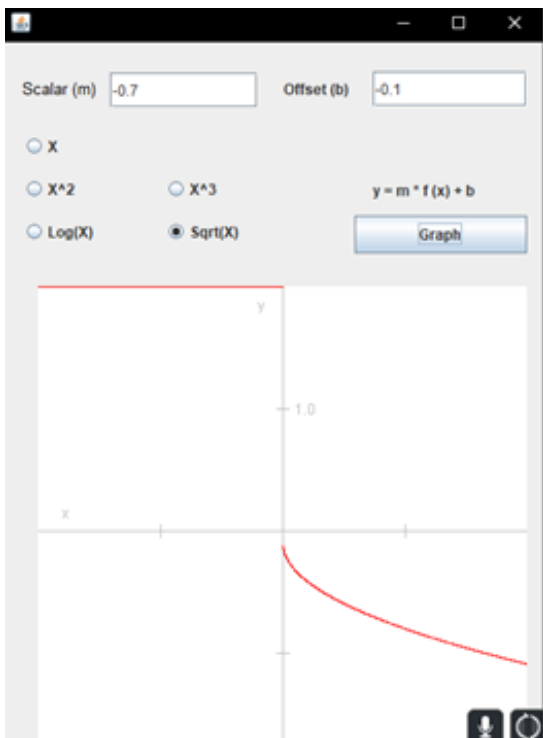 Scalar (m) -0.7 Offset (b) -0.1
X
X^2 X^3 y = m * f (x) + b
Log(X) Sqrt(X) Graph
y
1.0
x